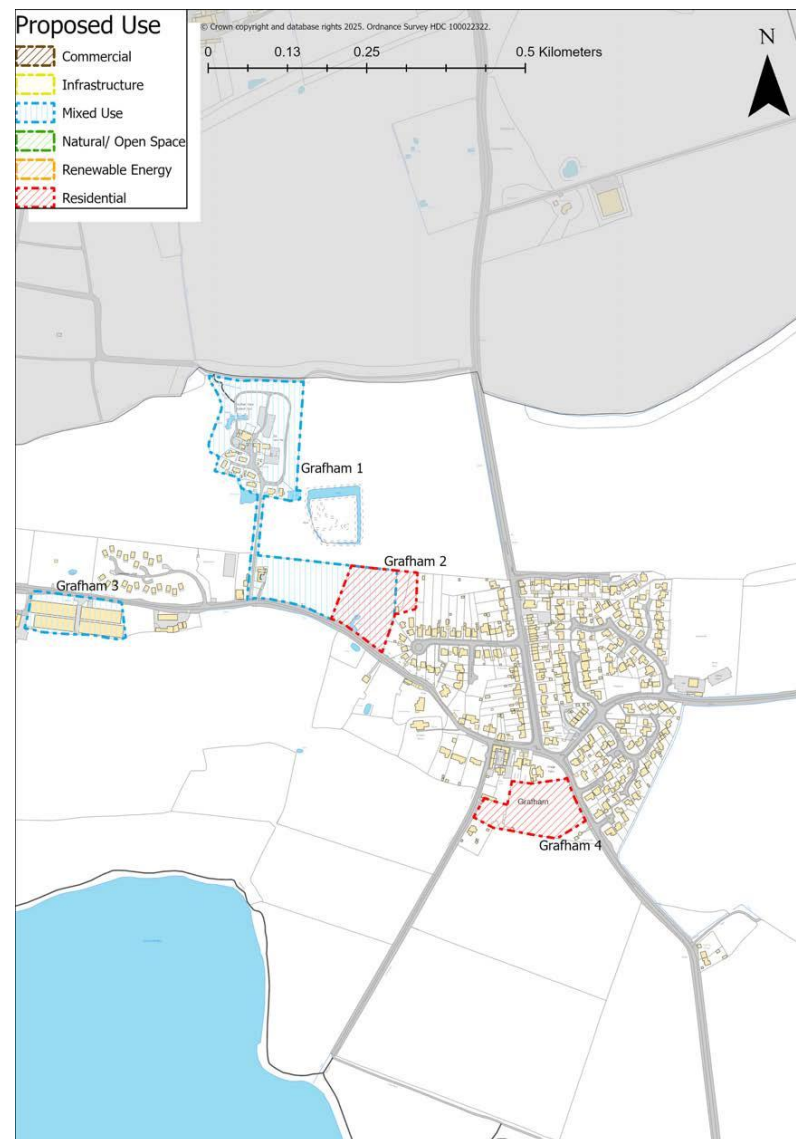 Proposed Use
Commercial
Infrastructure
Mixed Use
Natural/ Open Space
Renewable Energy
Residential
© Crown copyright and database rights 2025. Ordnance Survey HDC 100022322.
0 0.13 0.25 0.5 Kilometers
N
Grafham 1
Grafham 2
Grafham 3
Grafham
Grafham 4